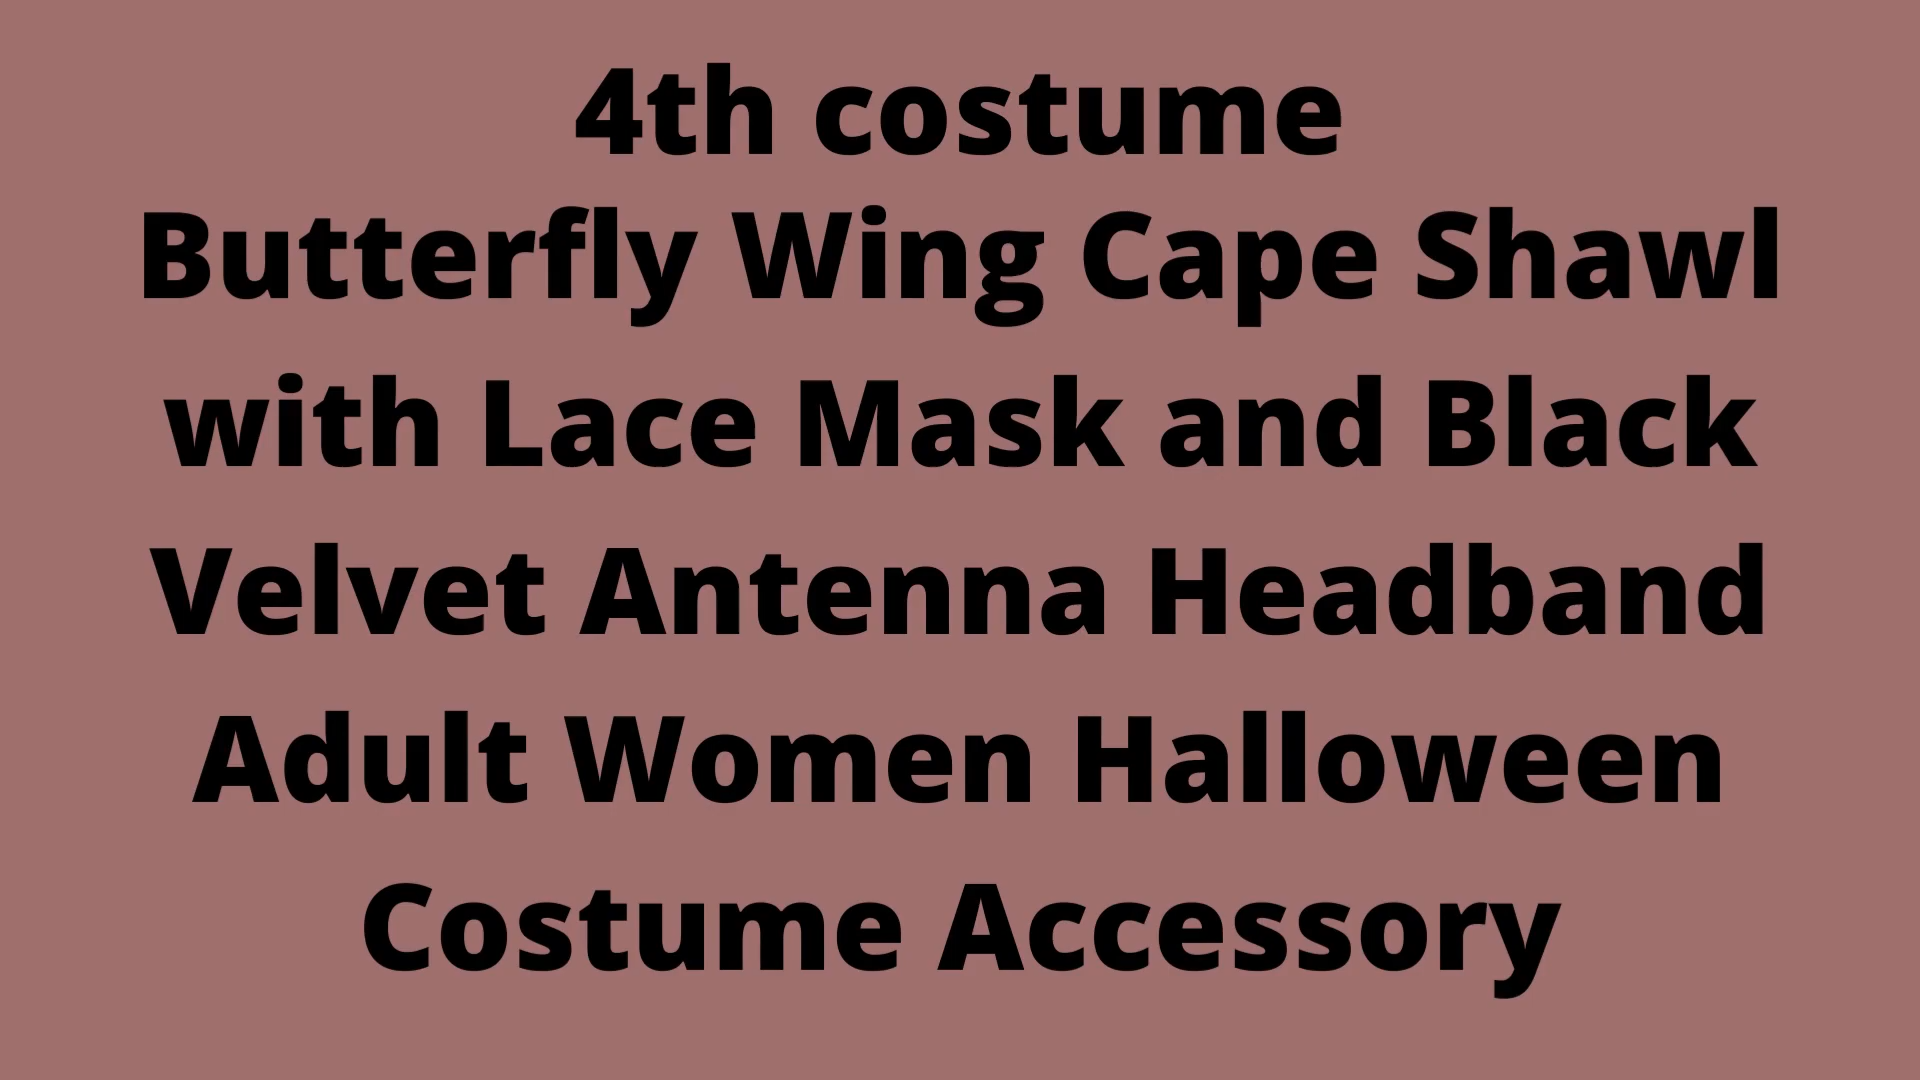 4th costume
Butterfly Wing Cape Shawl
with Lace Mask and Black
Velvet Antenna Headband
Adult Women Halloween
Costume Accessory